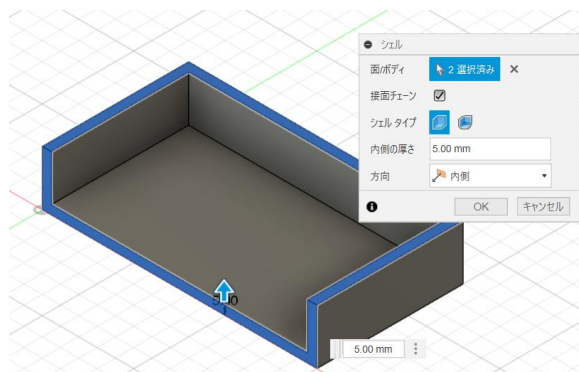 シェル
面/ボディ 2 選択済み
接面チェーン
シェル タイプ
内側の厚さ 5.00 mm
方向 内側
OK キャンセル
5.00 mm